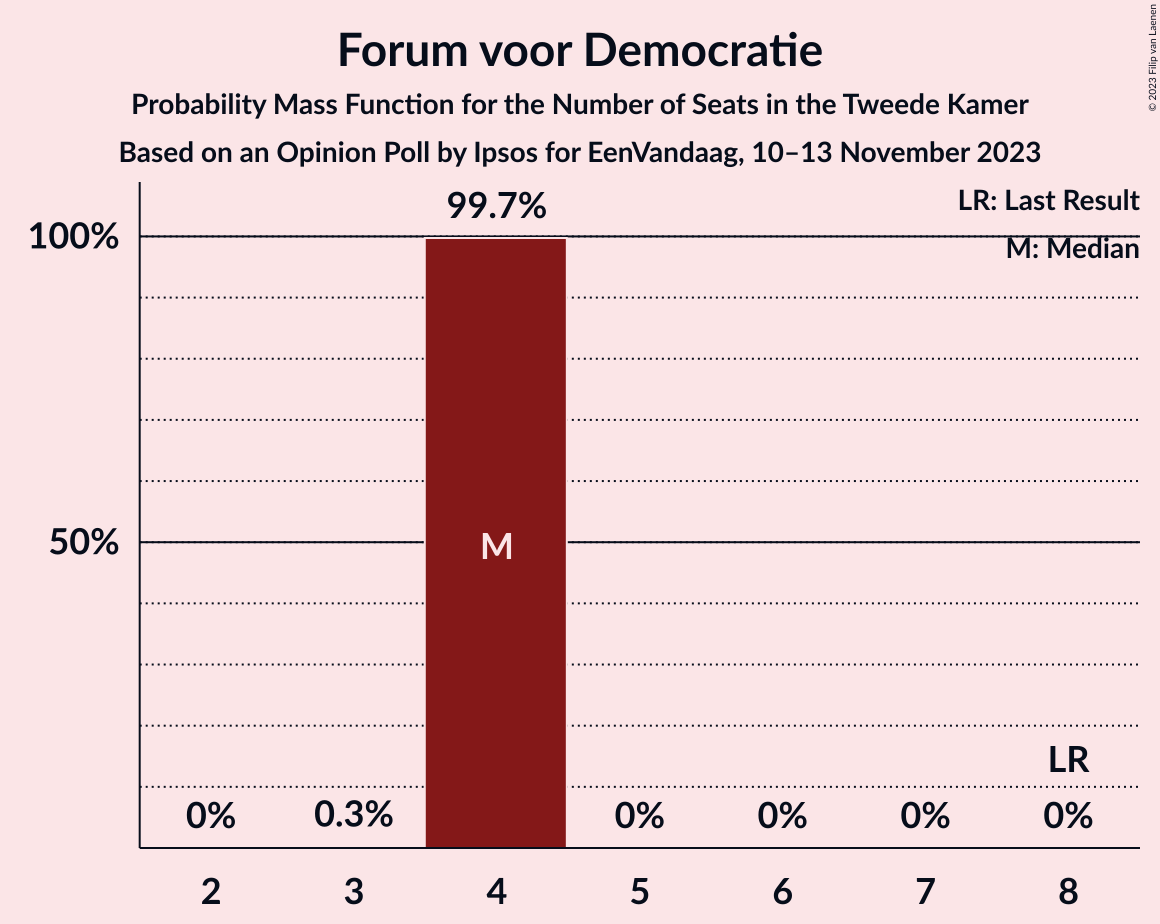 Forum voor Democratie
Probability Mass Function for the Number of Seats in the Tweede Kamer
Based on an Opinion Poll by Ipsos for EenVandaag, 10–13 November 2023
© 2023 Filip van Laenen
LR: Last Result
M: Median
99.7%
100%
50%
M
LR
0%
0.3%
0%
0%
0%
0%
2
3
4
5
6
7
8